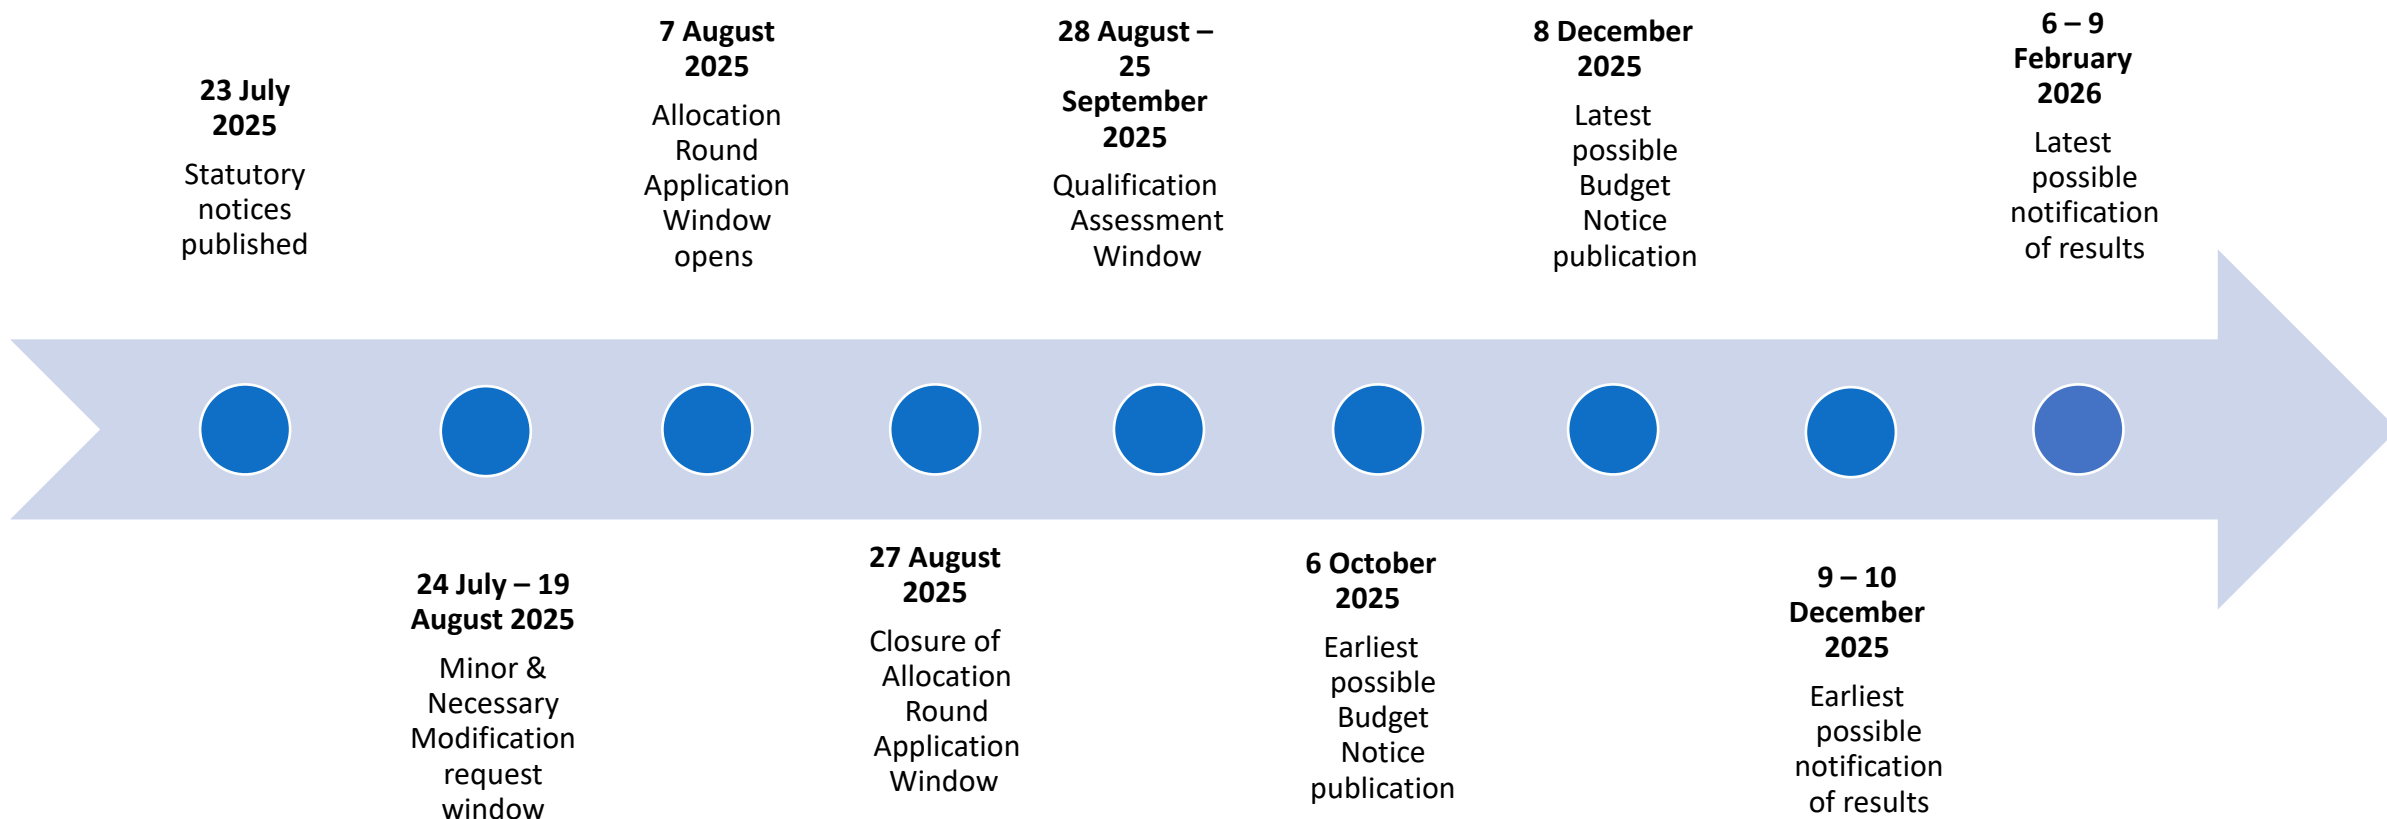 23 July
2025
Statutory
notices
published
24 July – 19
August 2025
Minor &
Necessary
Modification
request
window
7 August
2025
Allocation
Round
Application
Window
opens
27 August
2025
Closure of
Allocation
Round
Application
Window
28 August –
25
September
2025
Qualification
Assessment
Window
6 October
2025
Earliest
possible
Budget
Notice
publication
8 December
2025
Latest
possible
Budget
Notice
publication
9 – 10
December
2025
Earliest
possible
notification
of results
6 – 9
February
2026
Latest
possible
notification
of results